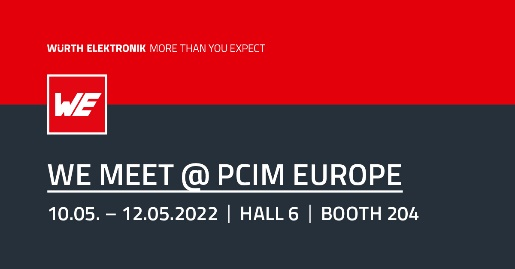 WÜRTH ELEKTRONIK MORE THAN YOU EXPECT
WE
WE MEET @ PCIM EUROPE
10.05. – 12.05.2022 | HALL 6 | BOOTH 204